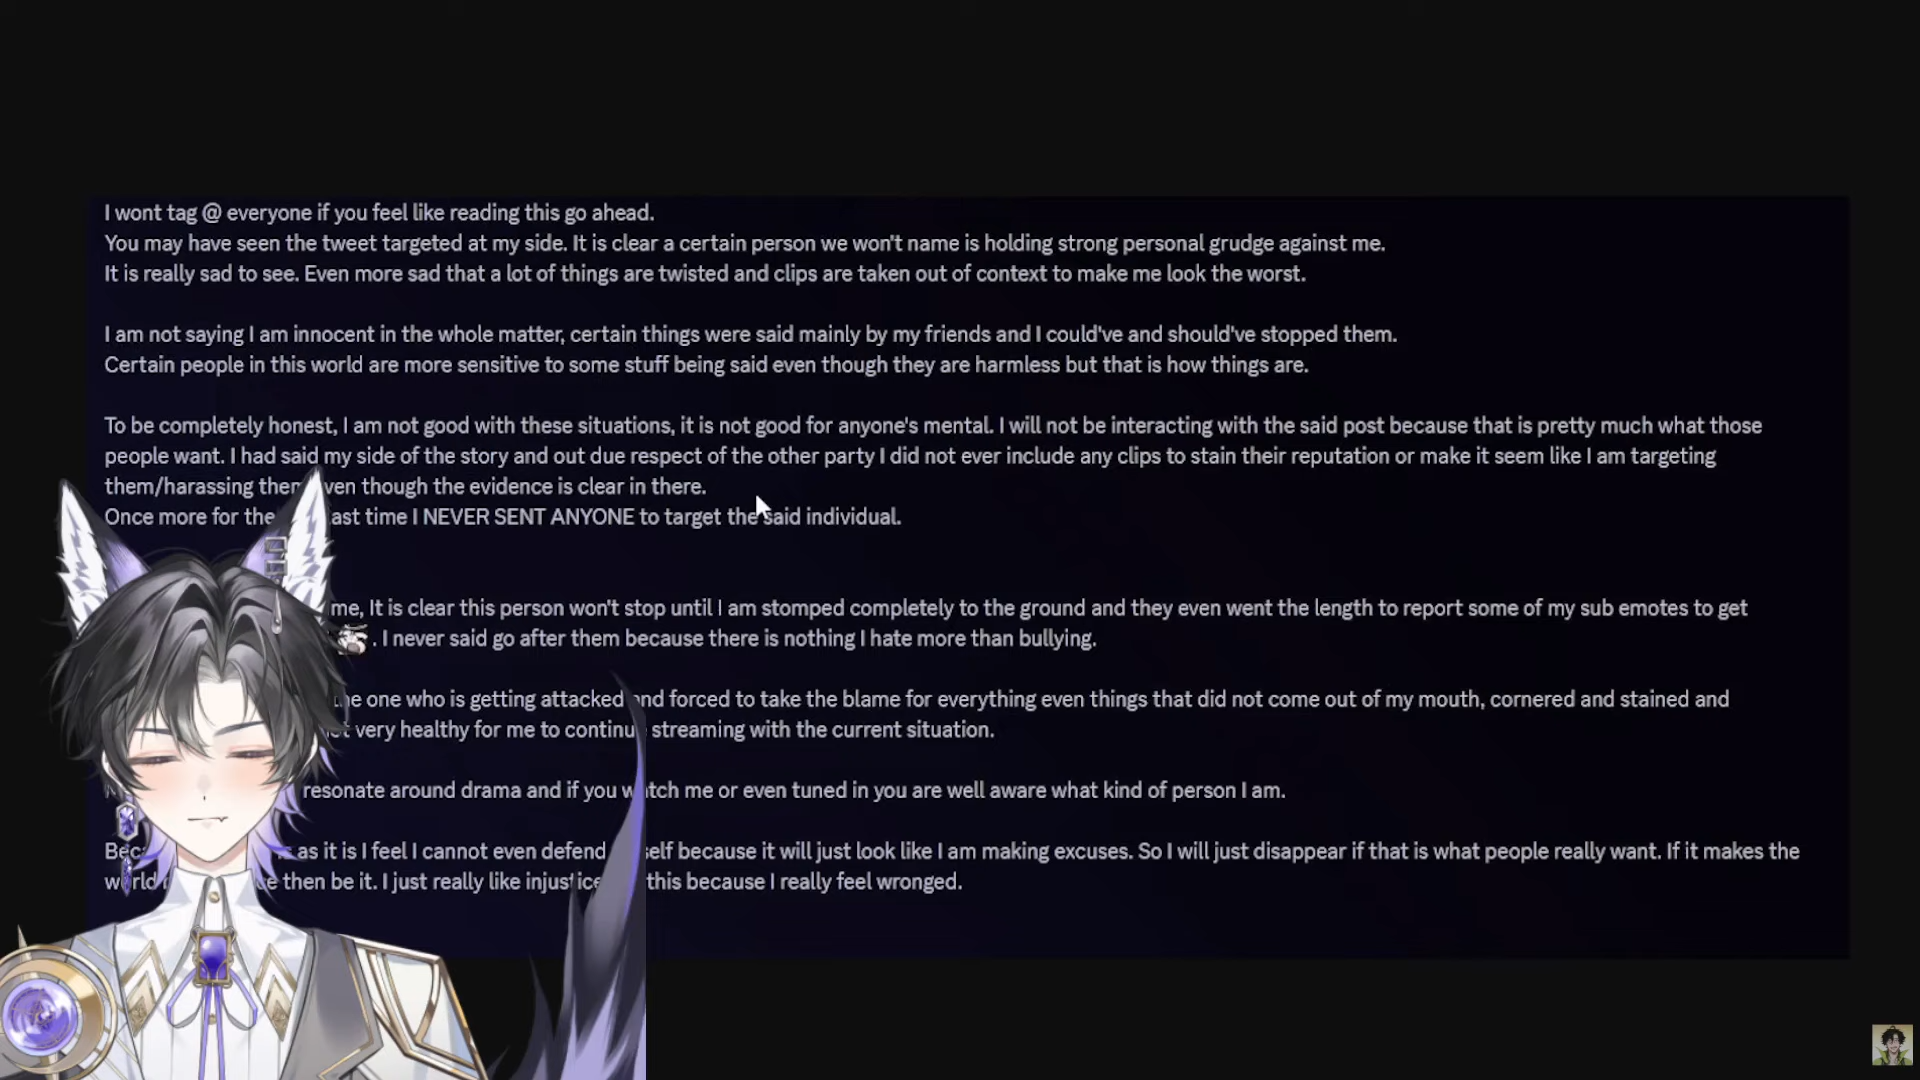 I wont tag @ everyone if you feel like reading this go ahead.
You may have seen the tweet targeted at my side. It is clear a certain person we won't name is holding strong personal grudge against me.
It is really sad to see. Even more sad that a lot of things are twisted and clips are taken out of context to make me look the worst.
I am not saying I am innocent in the whole matter, certain things were said mainly by my friends and I could've and should've stopped them.
Certain people in this world are more sensitive to some stuff being said even though they are harmless but that is how things are.
To be completely honest, I am not good with these situations, it is not good for anyone's mental. I will not be interacting with the said post because that is pretty much what those
people want. I had said my side of the story and out due respect of the other party I did not ever include any clips to stain their reputation or make it seem like I am targeting
them/harassing even though the evidence is clear in there.
Once more for the last time I NEVER SENT ANYONE to target the said individual.
me, It is clear this person won't stop until I am stomped completely to the ground and they even went the length to report some of my sub emotes to get
. I never said go after them because there is nothing I hate more than bullying.
one who is getting attacked and forced to take the blame for everything even things that did not come out of my mouth, cornered and stained and
very healthy for me to continue streaming with the current situation.
resonate around drama and if you watch me or even tuned in you are well aware what kind of person I am.
as it is I feel I cannot even defend because it will just look like I am making excuses. So I will just disappear if that is what people really want. If it makes the
then be it. I just really like injustice this because I really feel wronged.